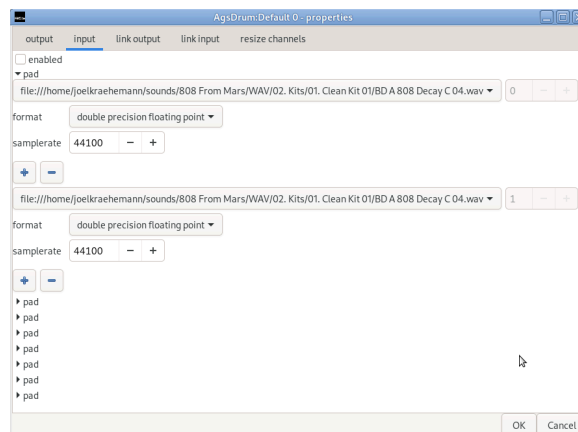 AgsDrum:Default 0 - properties
output input link output link input resize channels
enabled
pad
file:///home/joelkraehemann/sounds/808 From Mars/WAV/02. Kits/01. Clean Kit 01/BD A 808 Decay C 04.wav 0 − +
format double precision floating point
samplerate 44100 − +
+ −
file:///home/joelkraehemann/sounds/808 From Mars/WAV/02. Kits/01. Clean Kit 01/BD A 808 Decay C 04.wav 1 − +
format double precision floating point
samplerate 44100 − +
+ −
pad
pad
pad
pad
pad
pad
pad
OK Cancel